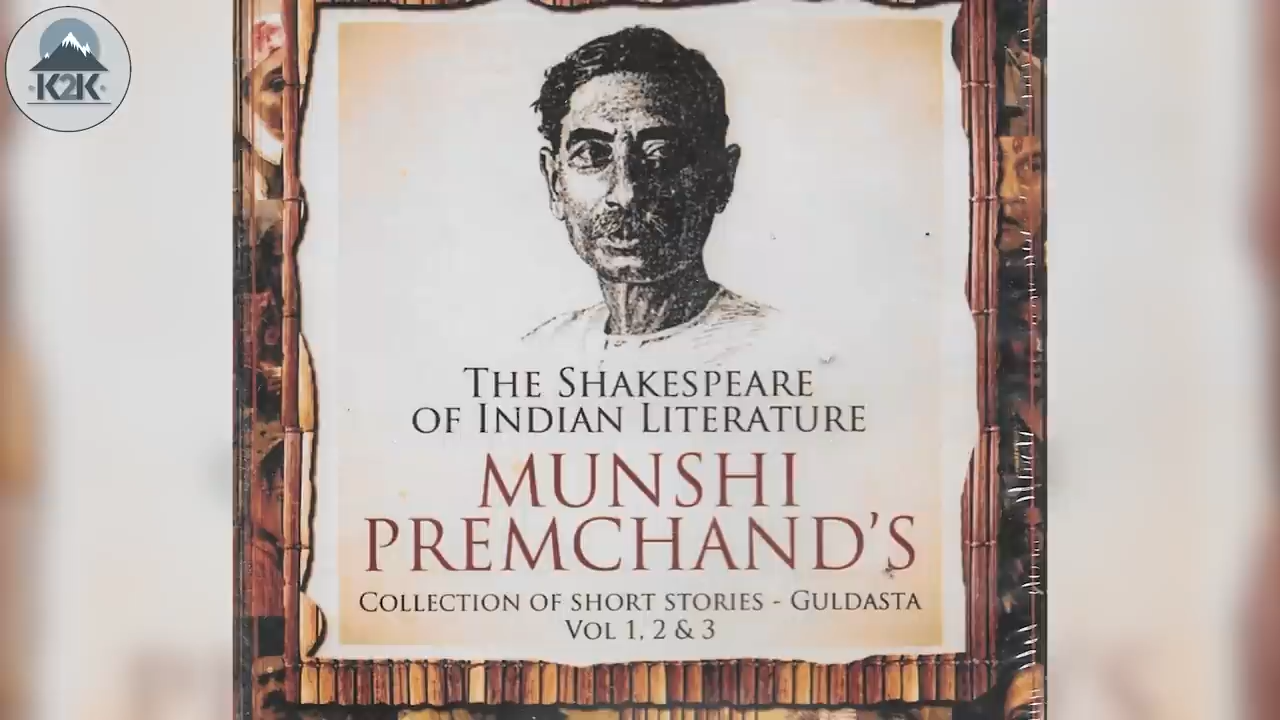 K2K
THE SHAKESPEARE
OF INDIAN LITERATURE
MUNSHI
PREMCHAND'S
COLLECTION OF SHORT STORIES - GULDASTA
VOL 1, 2 & 3